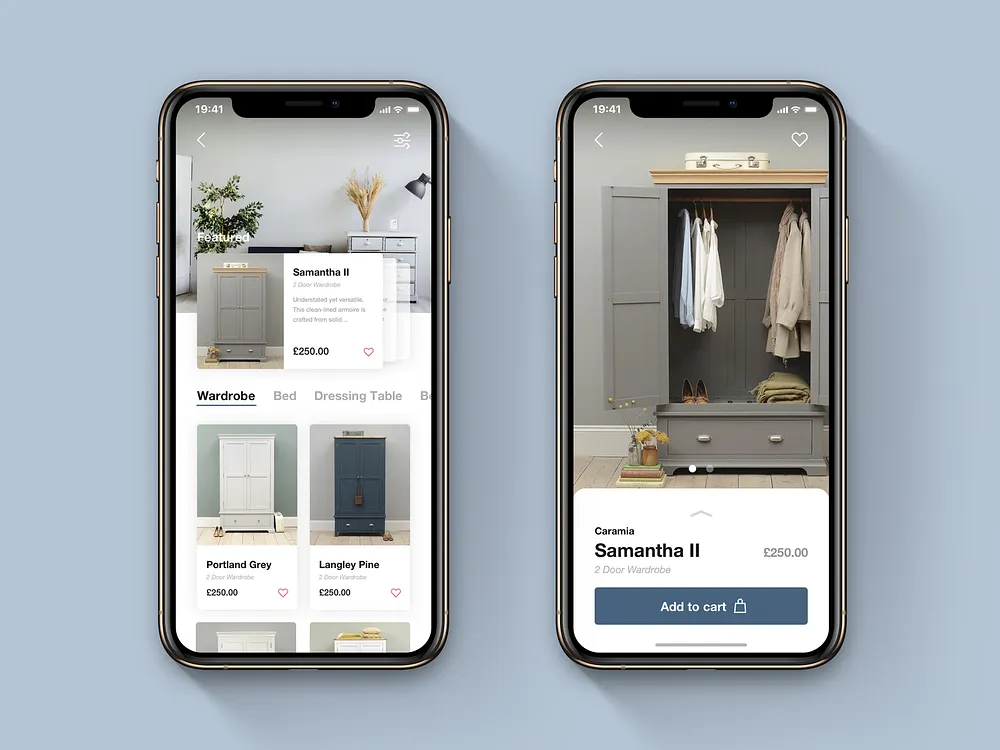 19:41
Featured
Samantha II
2 Door Wardrobe
Understated yet versatile.
This clean-lined armoire is
crafted from solid....
£250.00
Wardrobe Bed Dressing Table Be
Portland Grey
2 Door Wardrobe
£250.00
Langley Pine
2 Door Wardrobe
£250.00
19:41
Caramia
Samantha II
£250.00
2 Door Wardrobe
Add to cart